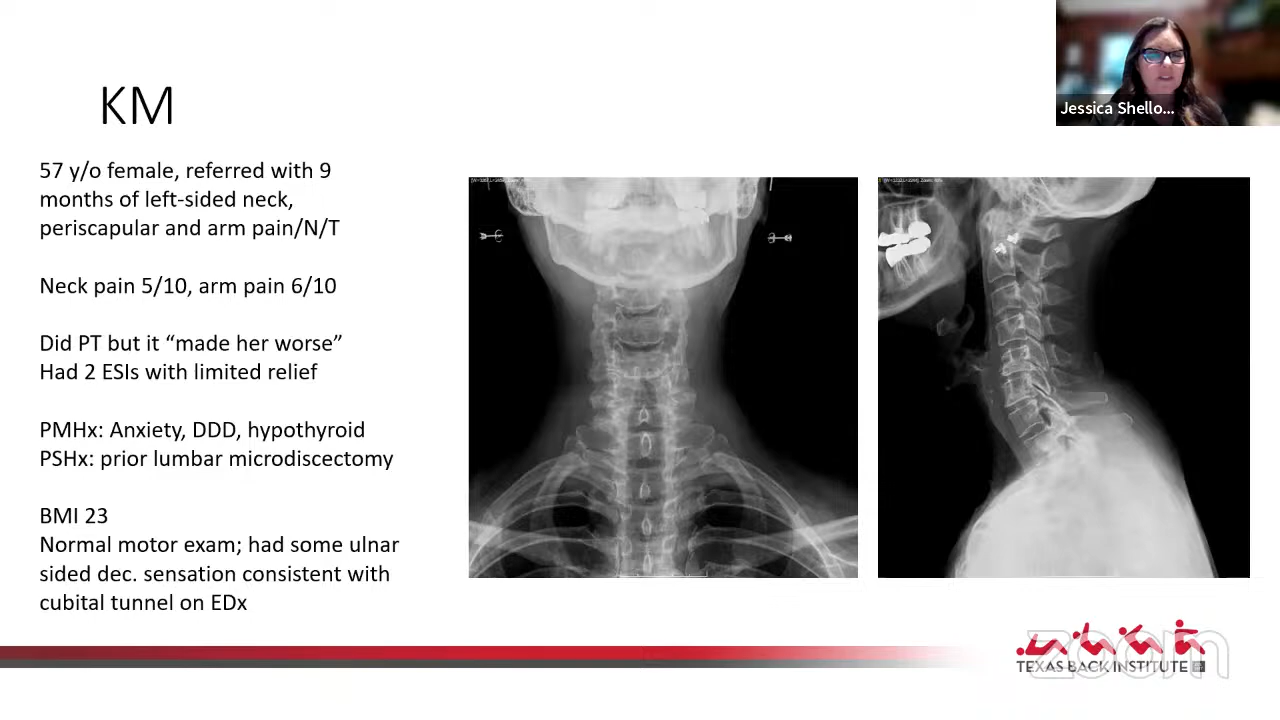 Jessica Shello...
KM
57 y/o female, referred with 9
months of left-sided neck,
periscapular and arm pain/N/T
Neck pain 5/10, arm pain 6/10
Did PT but it “made her worse”
Had 2 ESIs with limited relief
PMHx: Anxiety, DDD, hypothyroid
PSHx: prior lumbar microdiscectomy
BMI 23
Normal motor exam; had some ulnar
sided dec. sensation consistent with
cubital tunnel on EDx
zoom
TEXAS BACK INSTITUTE